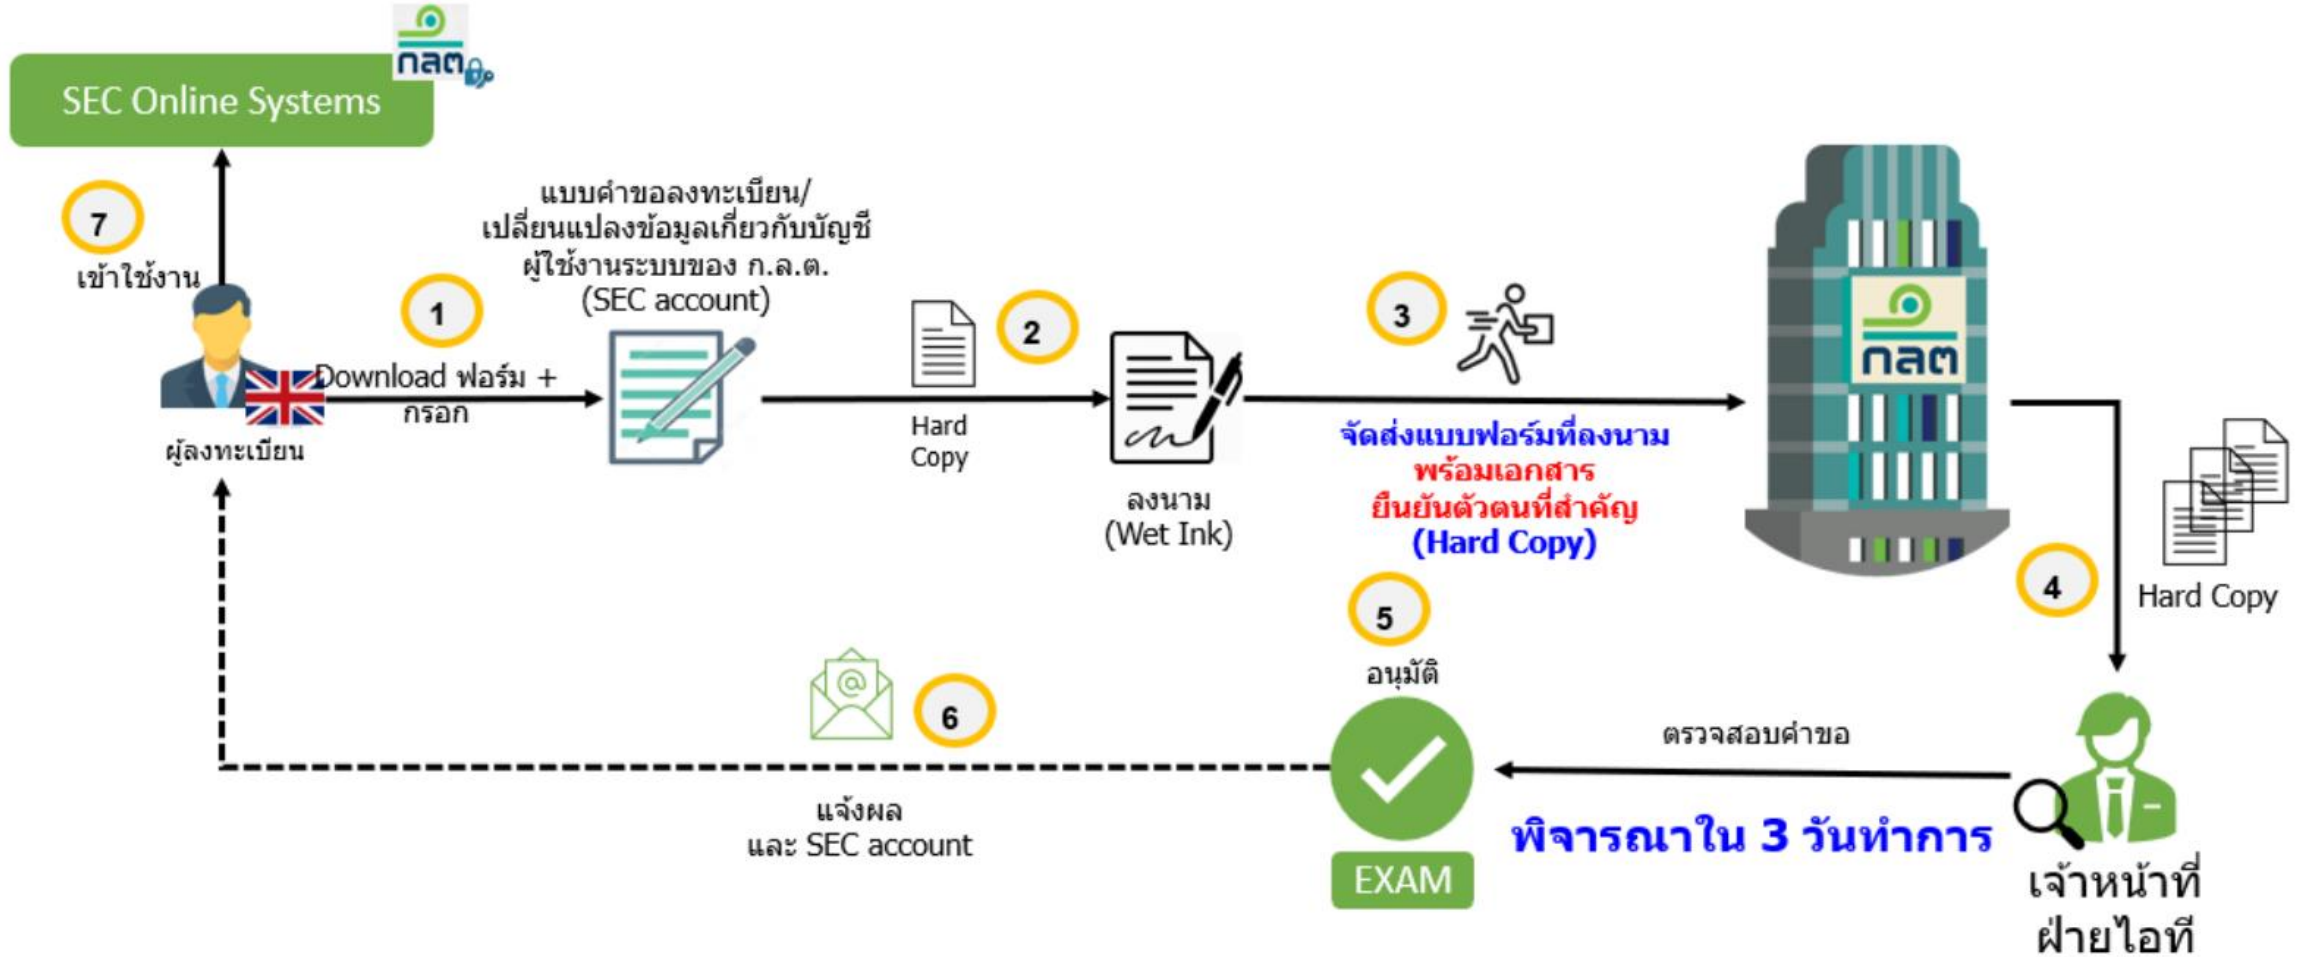 กลต
SEC Online Systems
7
เข้าใช้งาน
ผู้ลงทะเบียน
1
Download ฟอร์ม +
กรอก
แบบคำขอลงทะเบียน/
เปลี่ยนแปลงข้อมูลเกี่ยวกับบัญชี
ผู้ใช้งานระบบของ ก.ล.ต.
(SEC account)
2
Hard
Copy
ลงนาม
(Wet Ink)
3
จัดส่งแบบฟอร์มที่ลงนาม
พร้อมเอกสาร
ยืนยันตัวตนที่สำคัญ
(Hard Copy)
กลต
4
Hard Copy
เจ้าหน้าที่
ฝ่ายไอที
ตรวจสอบคำขอ
พิจารณาใน 3 วันทำการ
5
อนุมัติ
EXAM
@
6
แจ้งผล
และ SEC account